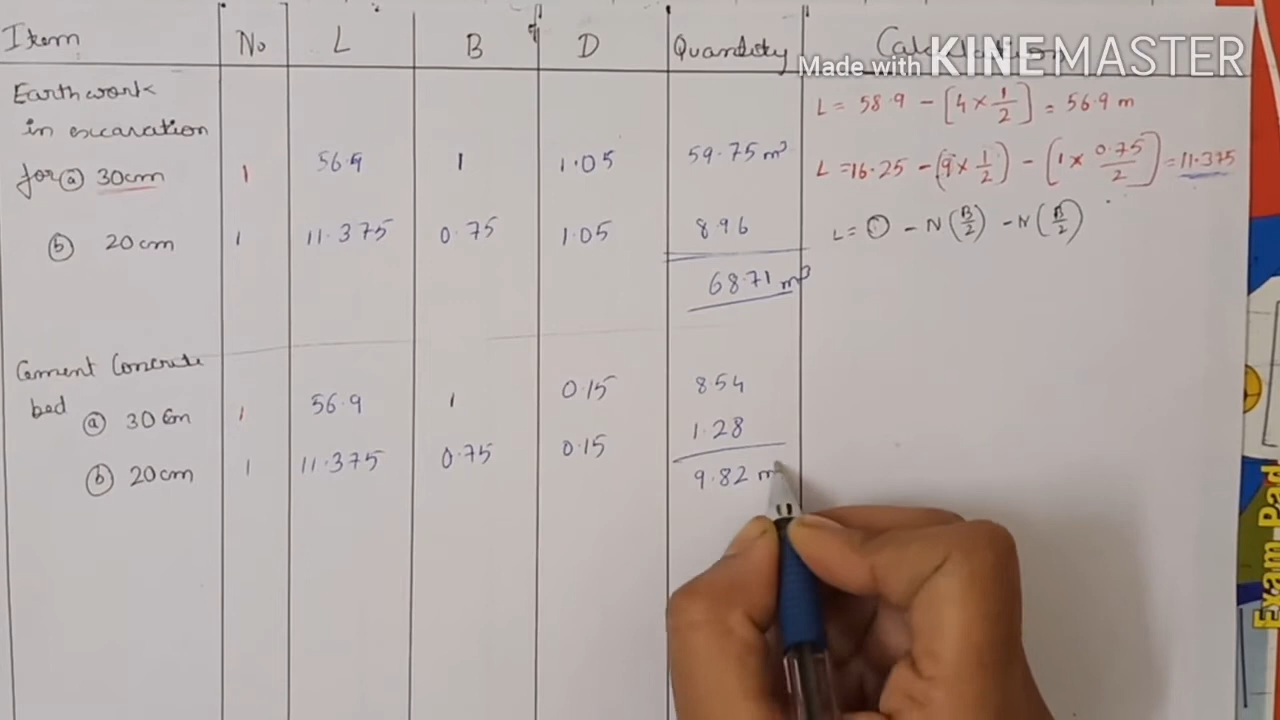 Item No L B D Quantity
Made with KINEMASTER
Earthwork
in excavation
for (a) 30cm 1 56.9 1 1.05 59.75 m³
(b) 20cm 1 11.375 0.75 1.05 8.96
68.71 m³
Cement Concrete
bed
(a) 30cm 1 56.9 1 0.15 8.54
(b) 20cm 1 11.375 0.75 0.15 1.28
9.82 m
L = 58.9 - [4 × 1/2] = 56.9 m
L = 16.25 - (9 × 1/2) - [1 × 0.75/2] = 11.375
L = ① - N (B/2) - N (B/2)
Exam Pad